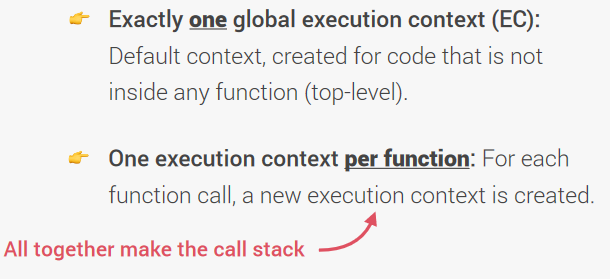 Exactly one global execution context (EC):
Default context, created for code that is not
inside any function (top-level).
One execution context per function: For each
function call, a new execution context is created.
All together make the call stack